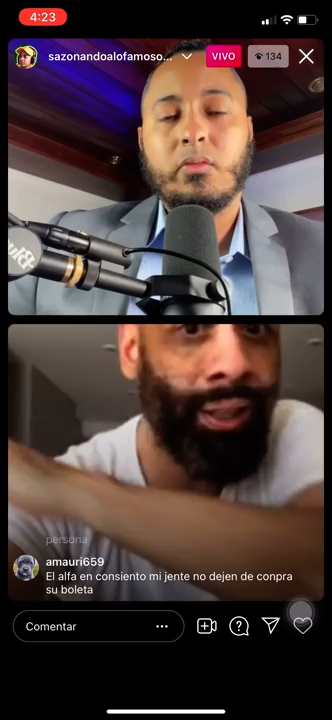 4:23
sazonandoalofamoso...
VIVO
134
persona
amauri659
El alfa en consiento mi jente no dejen de conpra
su boleta
Comentar